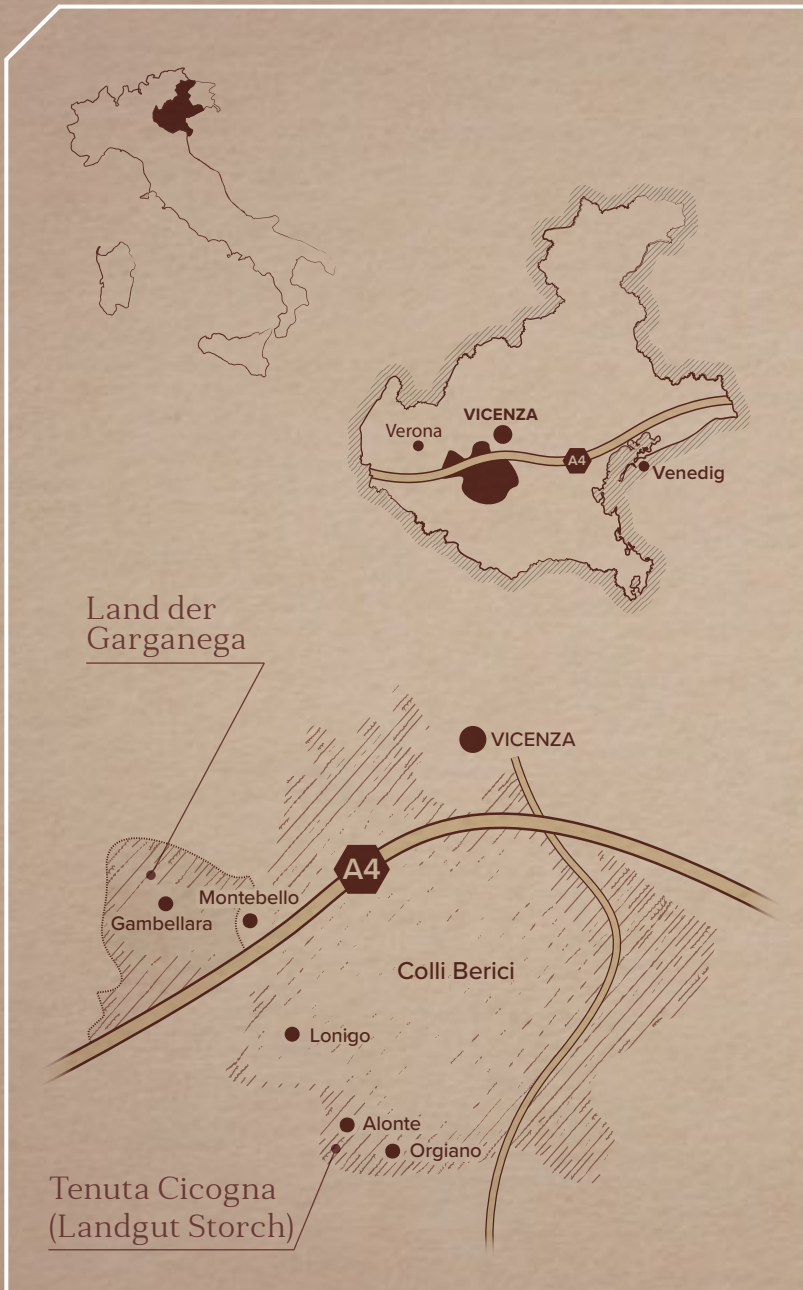 VICENZA
Verona
A4
Venedig
Land der
Garganega
VICENZA
A4
Montebello
Gambellara
Colli Berici
Lonigo
Alonte
Orgiano
Tenuta Cicogna
(Landgut Storch)